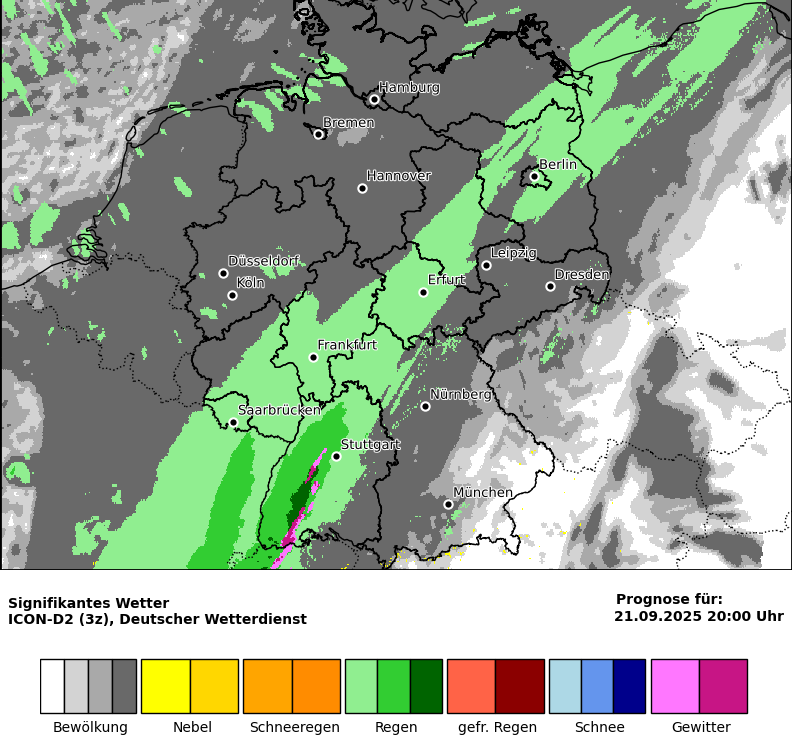 Hamburg
Bremen
Berlin
Hannover
Leipzig
Düsseldorf
Dresden
Köln
Erfurt
Frankfurt
Nürnberg
Saarbrücken
Stuttgart
München
Signifikantes Wetter
ICON-D2 (3z), Deutscher Wetterdienst
Prognose für:
21.09.2025 20:00 Uhr
Bewölkung
Nebel
Schneeregen
Regen
gefr. Regen
Schnee
Gewitter